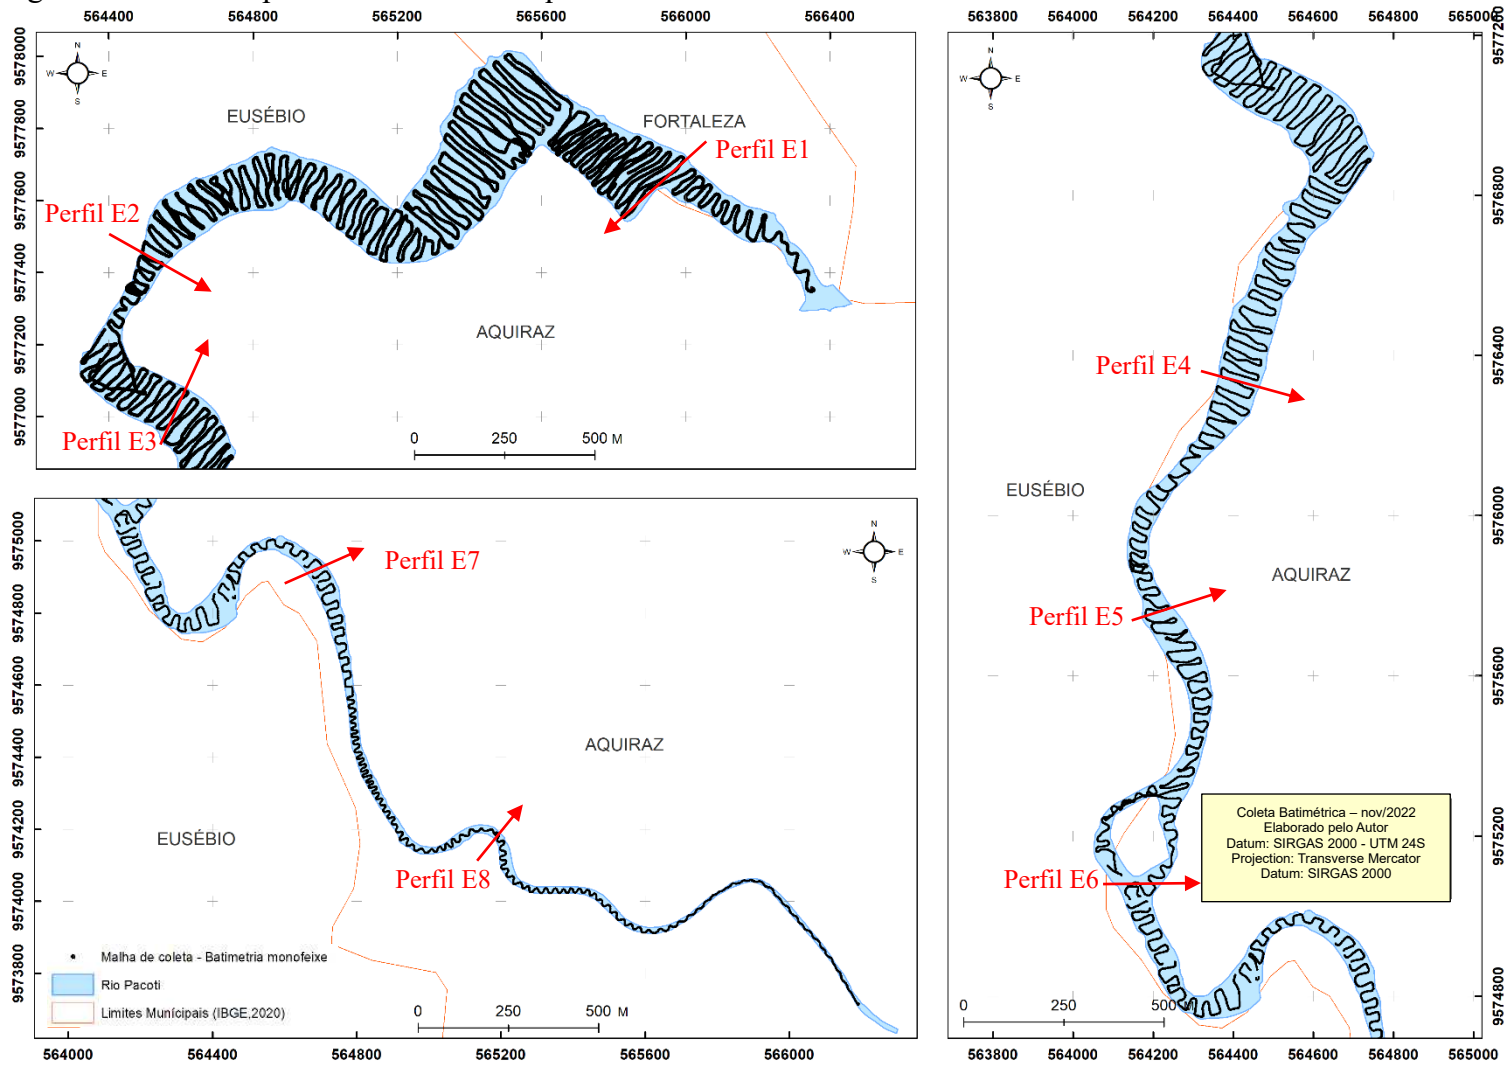 564400 564800 565200 565600 566000 566400
9578000
9577800
9577600
9577400
9577200
9577000
N
W E
S
EUSÉBIO
FORTALEZA
Perfil E1
Perfil E2
AQUIRAZ
Perfil E3
0 250 500 M
9575000
9574800
9574600
9574400
9574200
9574000
9573800
N
W E
S
Perfil E7
AQUIRAZ
EUSÉBIO
Perfil E8
Malha de coleta - Batimetria monofeixe
Rio Pacoti
Limites Municipais (IBGE,2020)
0 250 500 M
564000 564400 564800 565200 565600 566000
563800 564000 564200 564400 564600 564800 565000
9577200
9576800
9576400
9576000
9575600
9575200
9574800
N
W E
S
Perfil E4
EUSÉBIO
AQUIRAZ
Perfil E5
Coleta Batimétrica – nov/2022
Elaborado pelo Autor
Datum: SIRGAS 2000 - UTM 24S
Projection: Transverse Mercator
Datum: SIRGAS 2000
Perfil E6
0 250 500 M
563800 564000 564200 564400 564600 564800 565000